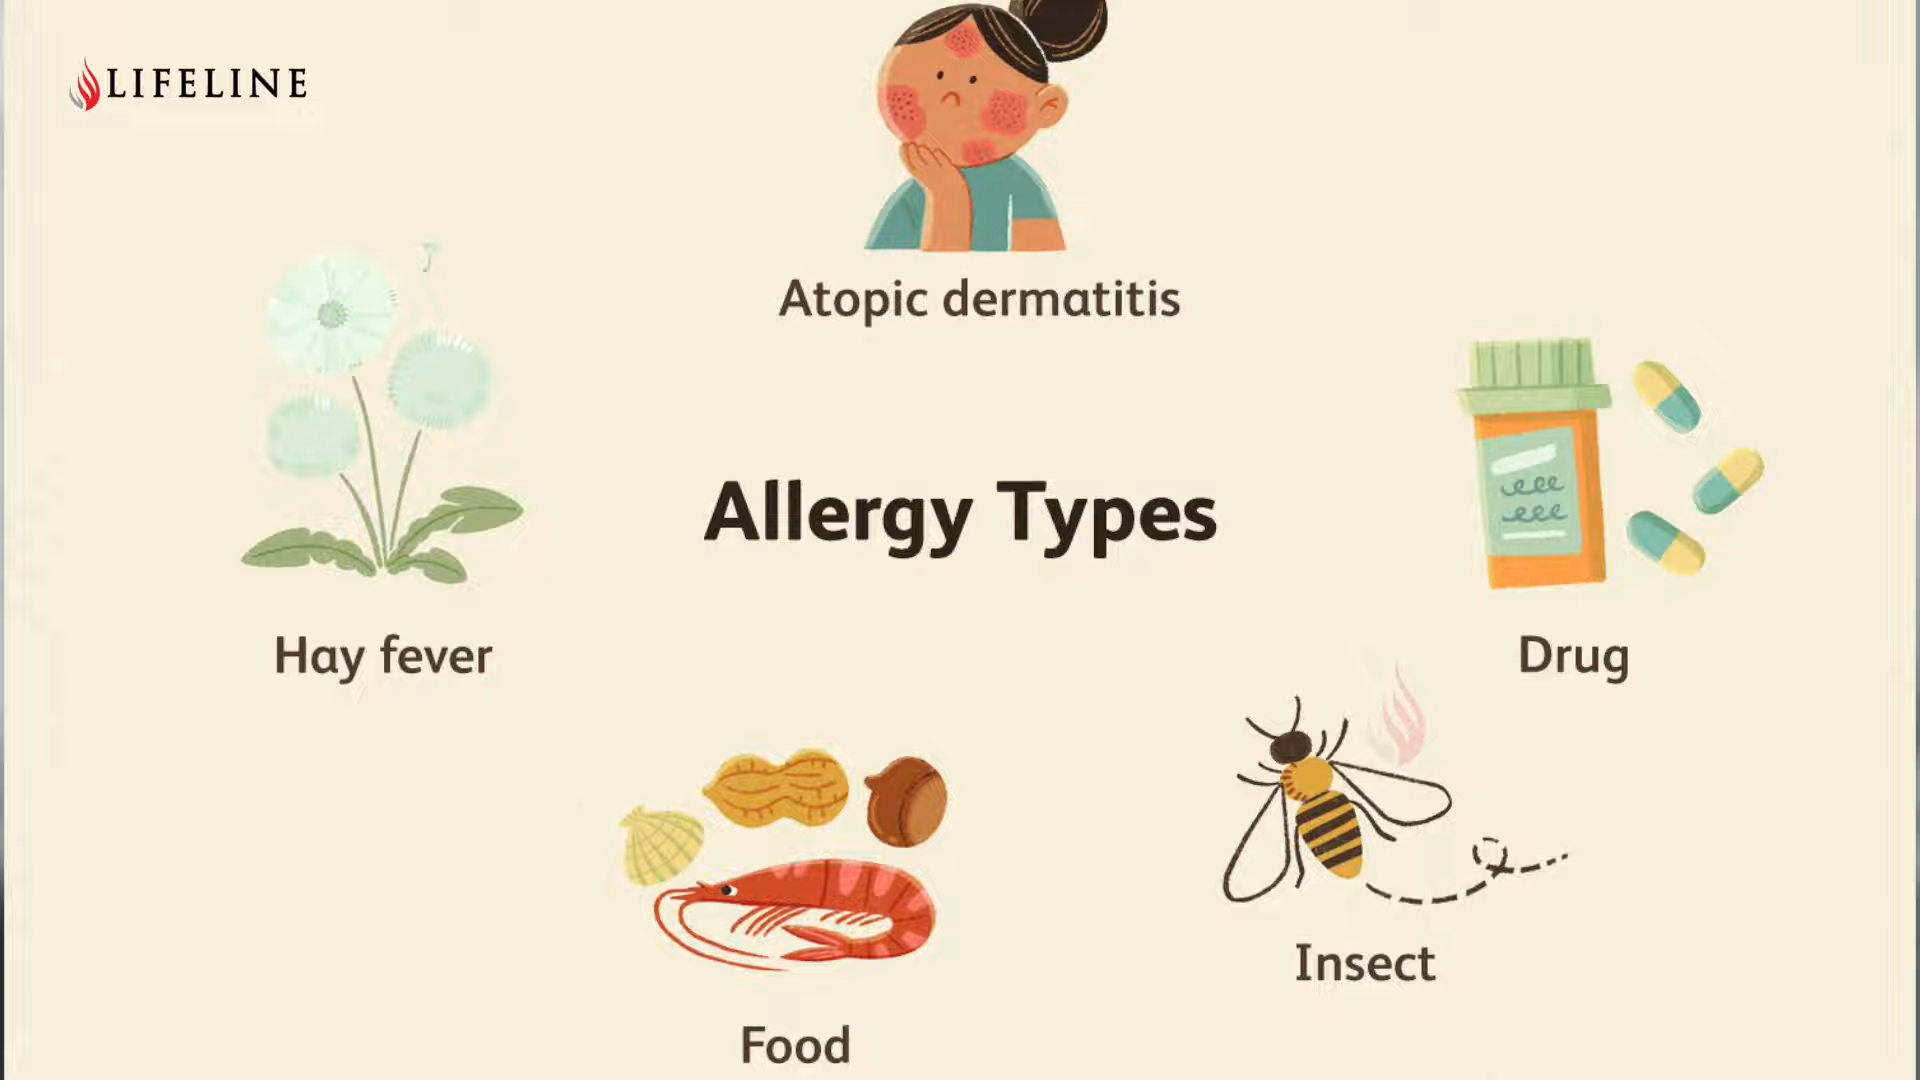 LIFELINE
Atopic dermatitis
Allergy Types
Hay fever
Drug
Insect
Food